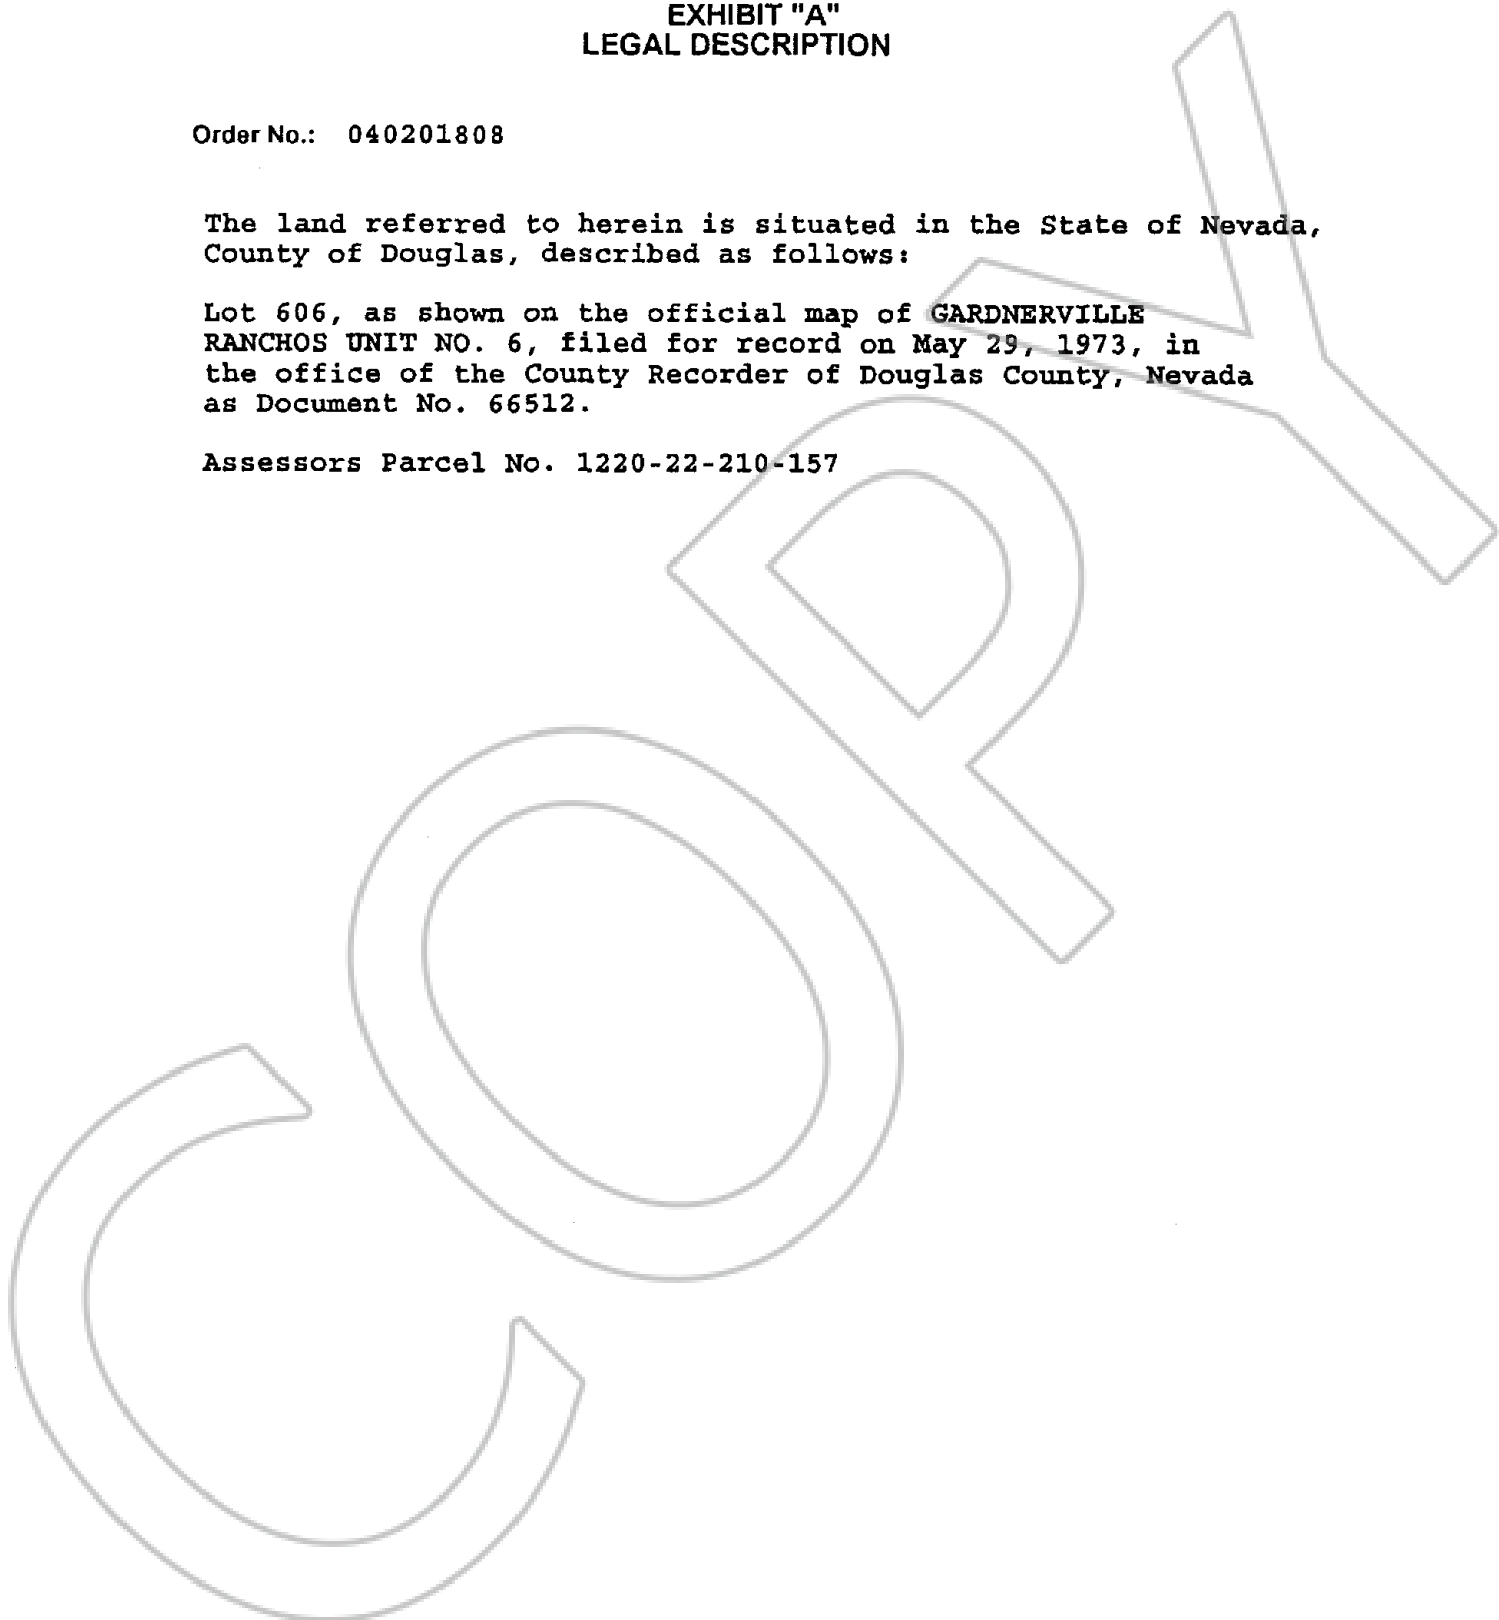 EXHIBIT "A"
LEGAL DESCRIPTION
Order No.: 040201808
The land referred to herein is situated in the State of Nevada,
County of Douglas, described as follows:
Lot 606, as shown on the official map of GARDNERVILLE
RANCHOS UNIT NO. 6, filed for record on May 29, 1973, in
the office of the County Recorder of Douglas County, Nevada
as Document No. 66512.
Assessors Parcel No. 1220-22-210-157
COPY